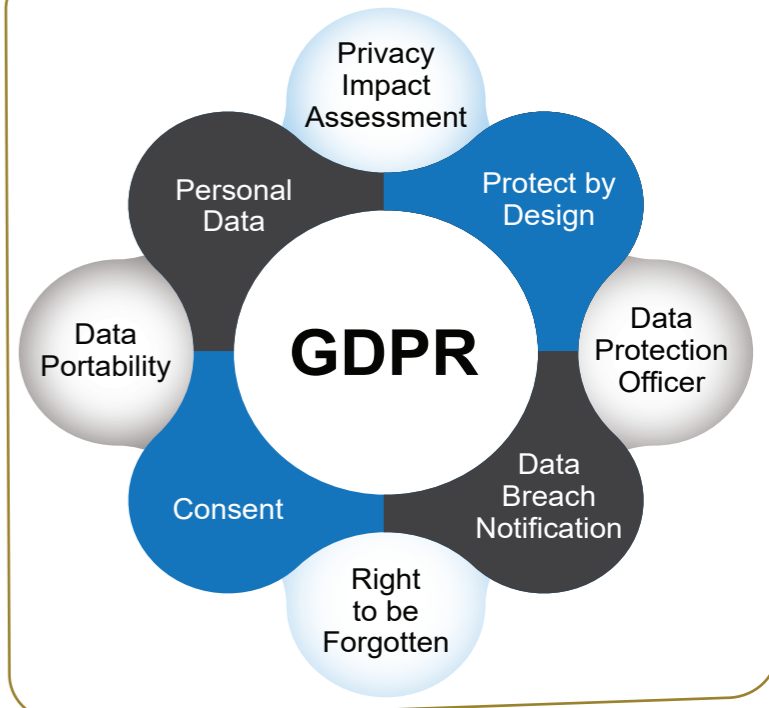 Privacy
Impact
Assessment
Personal
Data
Protect by
Design
Data
Portability
GDPR
Data
Protection
Officer
Consent
Data
Breach
Notification
Right
to be
Forgotten